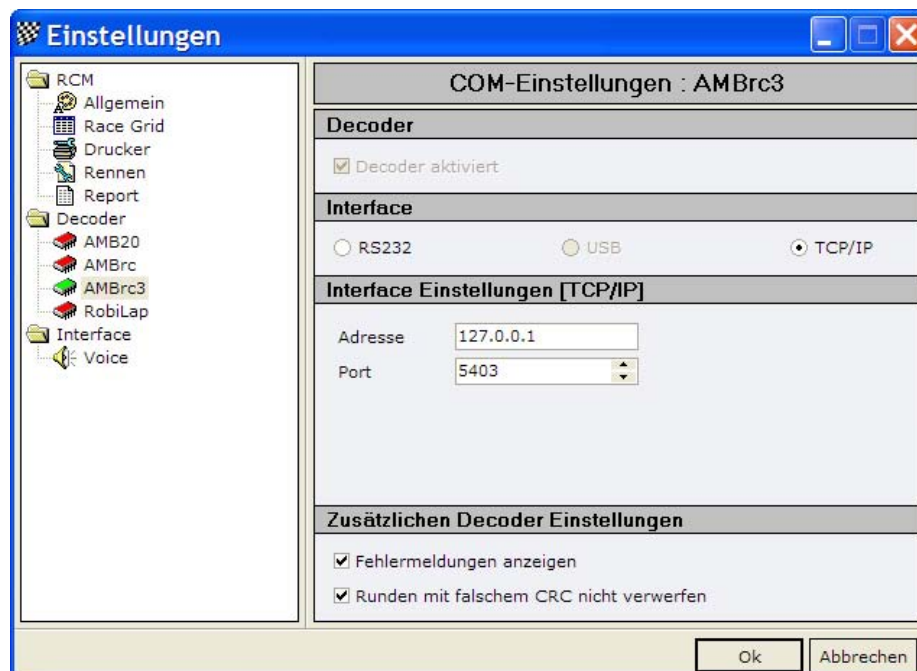 Einstellungen
RCM
Allgemein
Race Grid
Drucker
Rennen
Report
Decoder
AMB20
AMBrc
AMBrc3
RobiLap
Interface
Voice
COM-Einstellungen : AMBrc3
Decoder
Decoder aktiviert
Interface
RS232 USB TCP/IP
Interface Einstellungen [TCP/IP]
Adresse 127.0.0.1
Port 5403
Zusätzlichen Decoder Einstellungen
Fehlermeldungen anzeigen
Runden mit falschem CRC nicht verwerfen
Ok Abbrechen